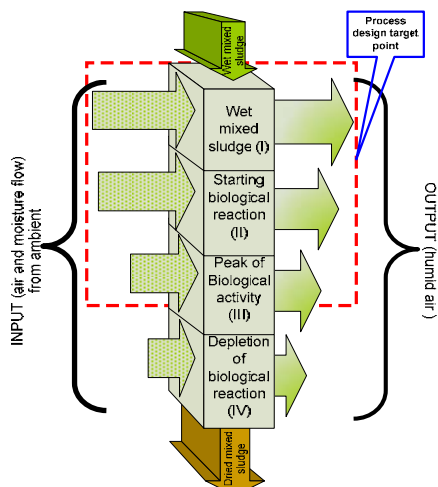 Process
design target
point
Wet mixed
sludge
Wet
mixed
sludge (I)
Starting
biological
reaction
(II)
Peak of
Biological
activity
(III)
Depletion
of
biological
reaction
(IV)
Dried mixed
sludge
INPUT (air and moisture flow)
from ambient
OUTPUT (humid air )